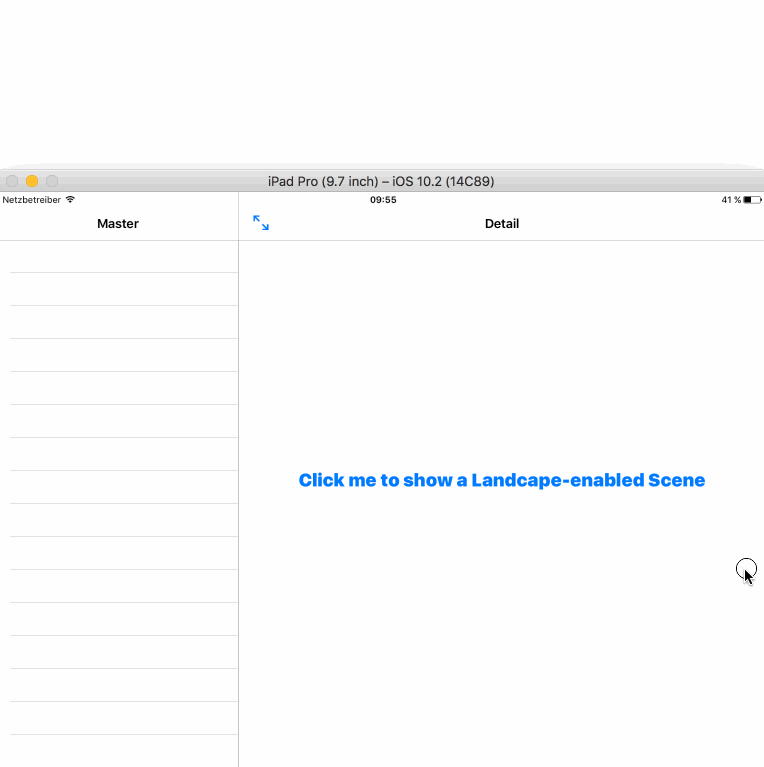 iPad Pro (9.7 inch) – iOS 10.2 (14C89)
Netzbetreiber 09:55 41 %
Master Detail
Click me to show a Landcape-enabled Scene